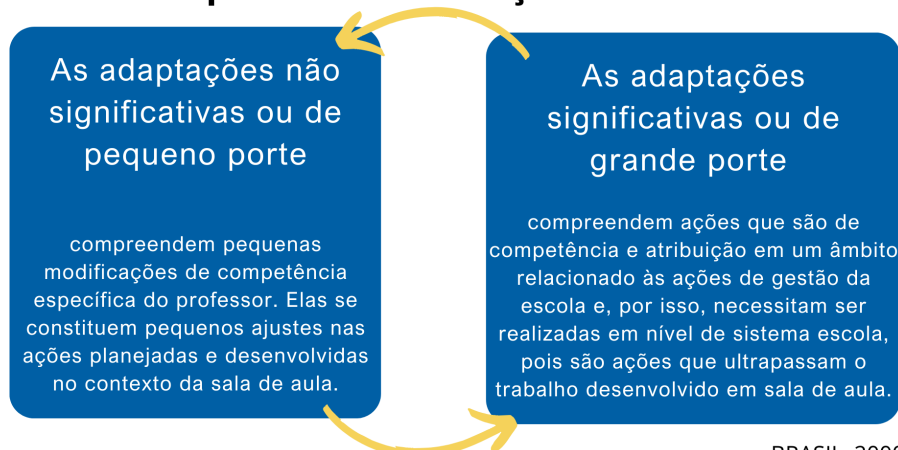 As adaptações não
significativas ou de
pequeno porte
compreendem pequenas
modificações de competência
específica do professor. Elas se
constituem pequenos ajustes nas
ações planejadas e desenvolvidas
no contexto da sala de aula.
As adaptações
significativas ou de
grande porte
compreendem ações que são de
competência e atribuição em um âmbito
relacionado às ações de gestão da
escola e, por isso, necessitam ser
realizadas em nível de sistema escola,
pois são ações que ultrapassam o
trabalho desenvolvido em sala de aula.